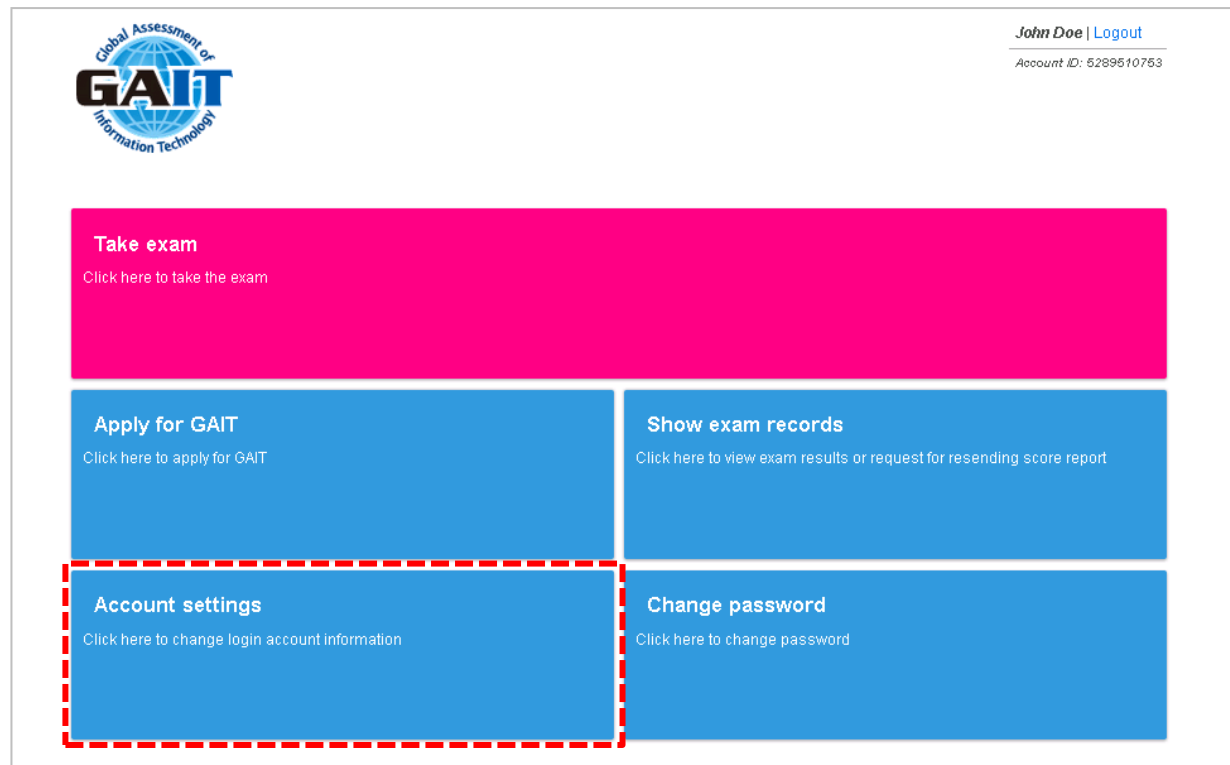 Global Assessment of
GAIT
Information Technology
John Doe | Logout
Account ID: 5289510753
Take exam
Click here to take the exam
Apply for GAIT
Click here to apply for GAIT
Show exam records
Click here to view exam results or request for resending score report
Account settings
Click here to change login account information
Change password
Click here to change password